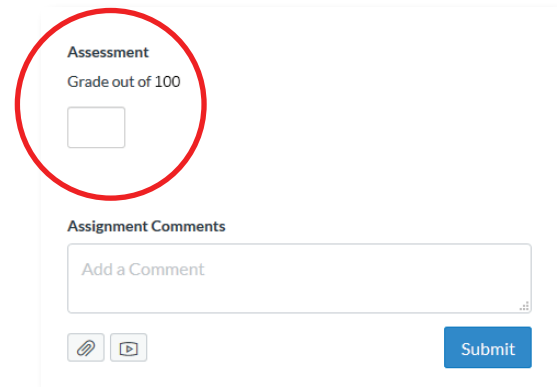 Assessment
Grade out of 100
Assignment Comments
Add a Comment
Submit